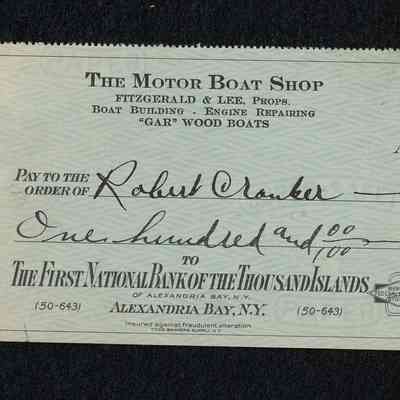 THE MOTOR BOAT SHOP
FITZGERALD & LEE, PROPS.
BOAT BUILDING - ENGINE REPAIRING
"GAR" WOOD BOATS
PAY TO THE
ORDER OF Robert Cranker
One hundred and 00/100
TO
THE FIRST NATIONAL BANK OF THE THOUSAND ISLANDS
OF ALEXANDRIA BAY, N.Y.
(50-643) ALEXANDRIA BAY, N.Y. (50-643)
Insured against fraudulent alteration